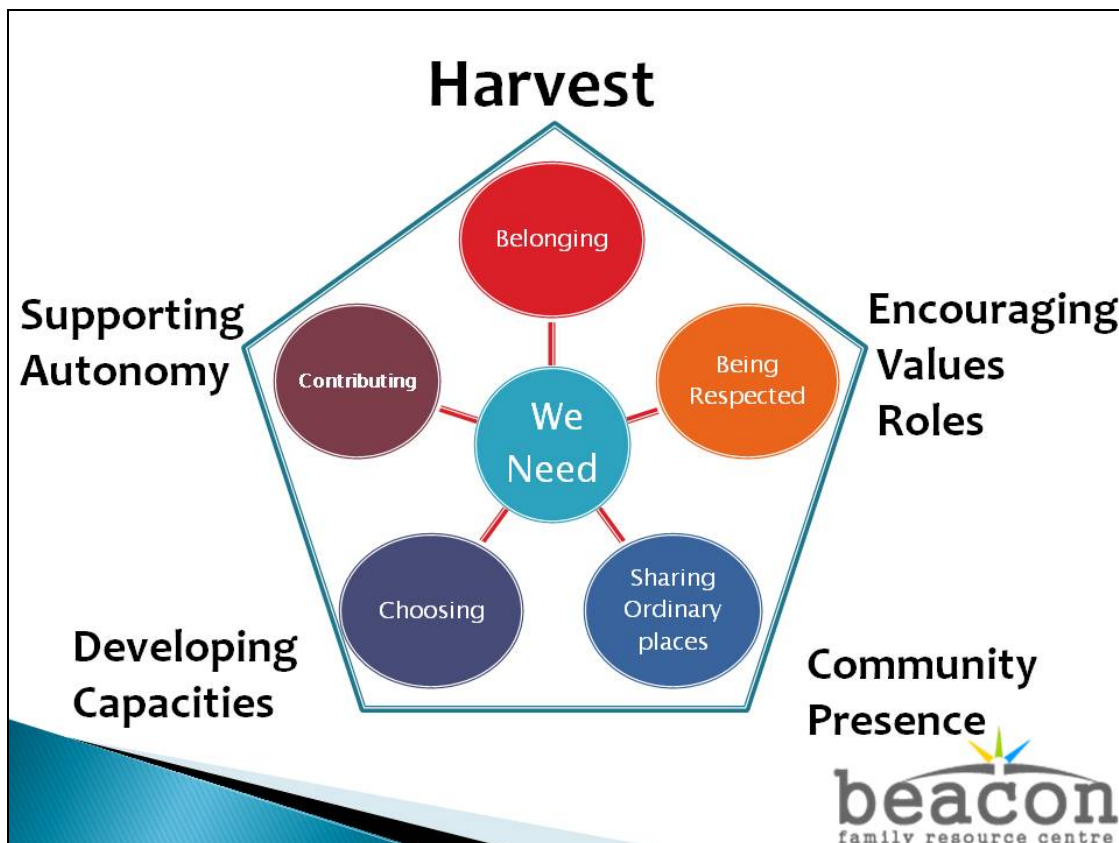 Harvest
Belonging
Supporting
Autonomy
Contributing
Being
Respected
Encouraging
Values
Roles
We
Need
Choosing
Sharing
Ordinary
places
Developing
Capacities
Community
Presence
beacon
family resource centre